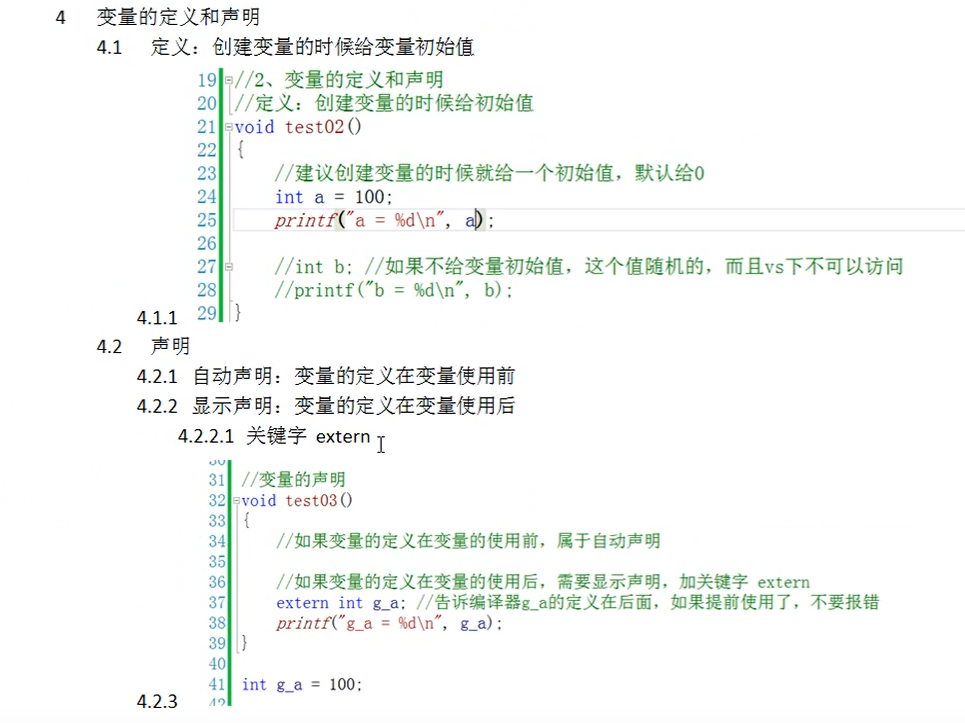 4 变量的定义和声明
4.1 定义：创建变量的时候给变量初始值
19 //2、变量的定义和声明
20 //定义：创建变量的时候给初始值
21 void test02()
22 {
23 //建议创建变量的时候就给一个初始值，默认给0
24 int a = 100;
25 printf("a = %d\n", a);
26
27 //int b; //如果不给变量初始值，这个值随机的，而且vs下不可以访问
28 //printf("b = %d\n", b);
4.1.1 29 }
4.2 声明
4.2.1 自动声明：变量的定义在变量使用前
4.2.2 显示声明：变量的定义在变量使用后
4.2.2.1 关键字 extern
30
31 //变量的声明
32 void test03()
33 {
34 //如果变量的定义在变量的使用前，属于自动声明
35
36 //如果变量的定义在变量的使用后，需要显示声明，加关键字 extern
37 extern int g_a; //告诉编译器g_a的定义在后面，如果提前使用了，不要报错
38 printf("g_a = %d\n", g_a);
39 }
40
41 int g_a = 100;
4.2.3 42